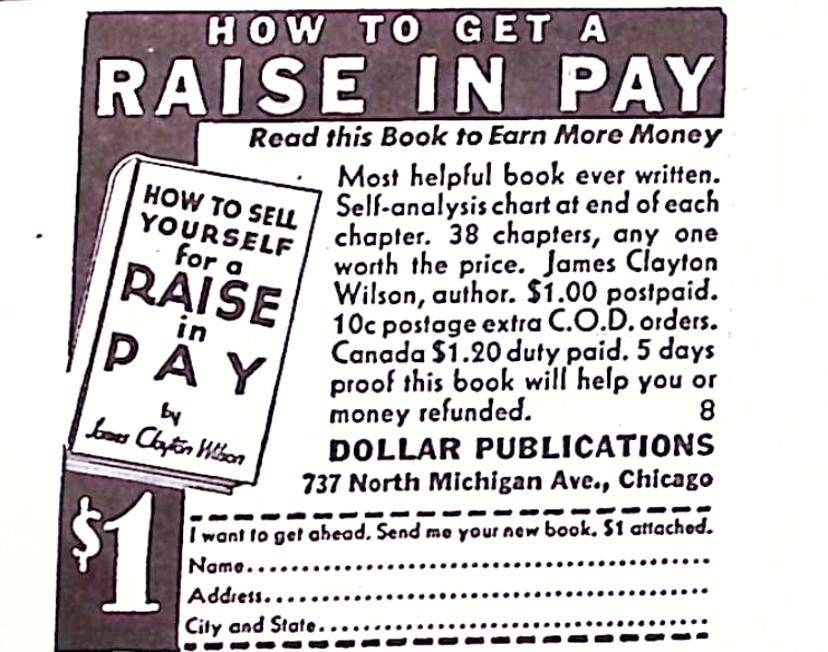 HOW TO GET A
RAISE IN PAY
Read this Book to Earn More Money
HOW TO SELL
YOURSELF
for a
RAISE
in
PAY
by
James Clayton Wilson
Most helpful book ever written.
Self-analysis chart at end of each
chapter. 38 chapters, any one
worth the price. James Clayton
Wilson, author. $1.00 postpaid.
10c postage extra C.O.D. orders.
Canada $1.20 duty paid. 5 days
proof this book will help you or
money refunded. 8
DOLLAR PUBLICATIONS
737 North Michigan Ave., Chicago
$1
I want to get ahead. Send me your new book. $1 attached.
Name
Address
City and State